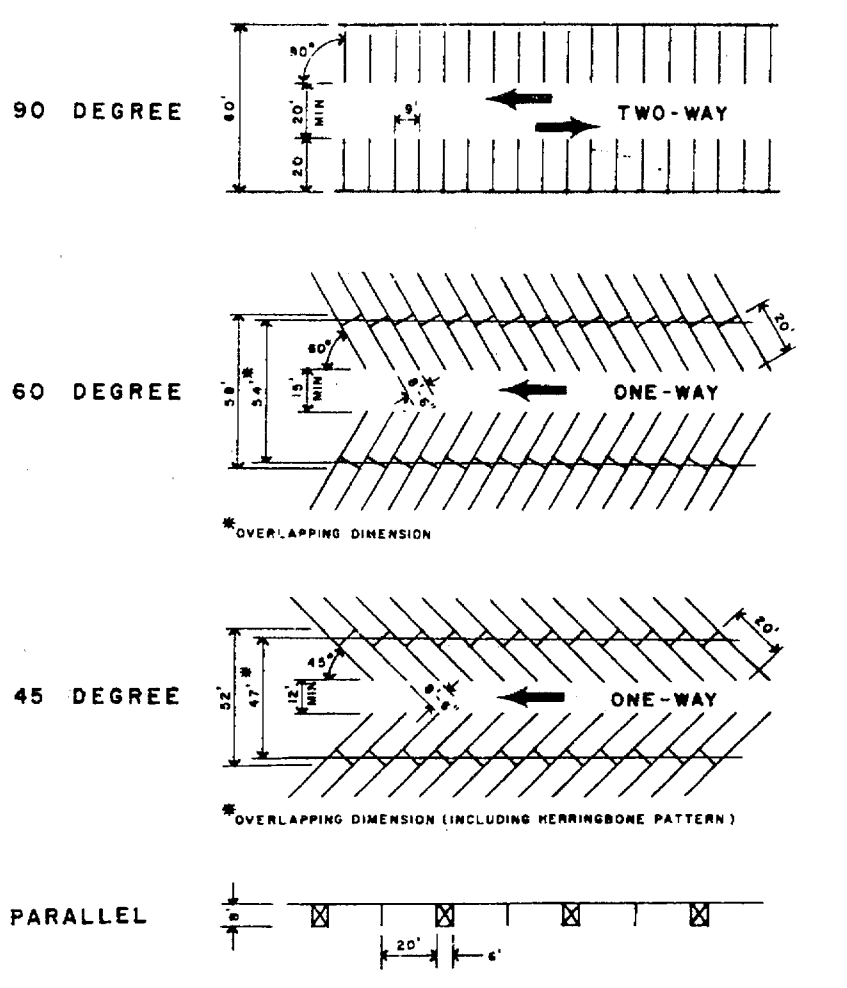 90 DEGREE
60'
90°
20' MIN
20
9'
TWO-WAY
60 DEGREE
58'
54'*
60°
15' MIN
20'
ONE-WAY
*OVERLAPPING DIMENSION
45 DEGREE
52'
47'*
45°
12' MIN
20'
ONE-WAY
*OVERLAPPING DIMENSION (INCLUDING HERRINGBONE PATTERN)
PARALLEL
8'
20'
6'